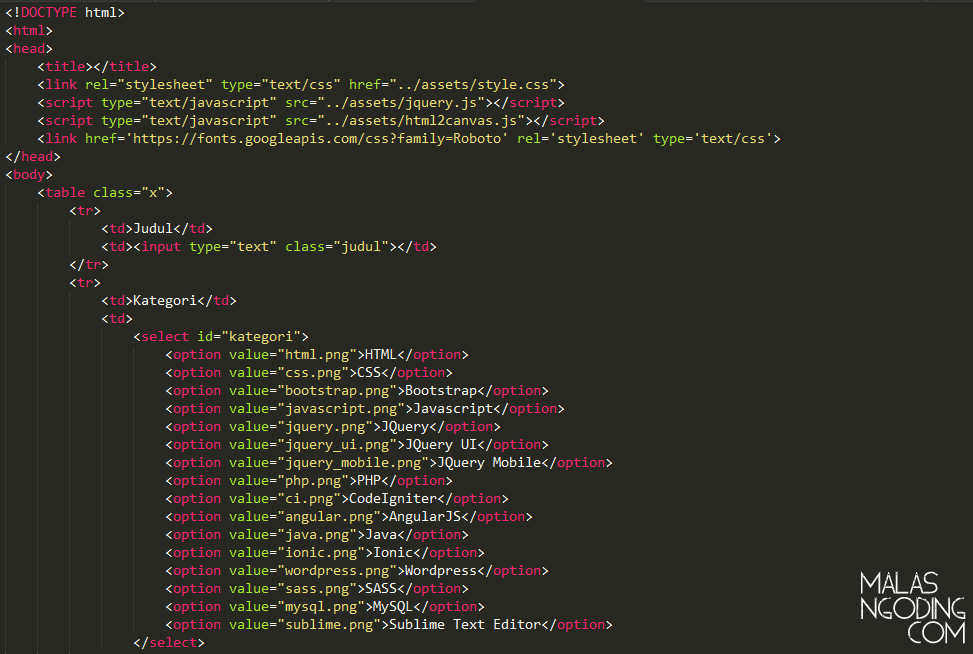 <!DOCTYPE html>
<html>
<head>
    <title></title>
    <link rel="stylesheet" type="text/css" href="../assets/style.css">
    <script type="text/javascript" src="../assets/jquery.js"></script>
    <script type="text/javascript" src="../assets/html2canvas.js"></script>
    <link href='https://fonts.googleapis.com/css?family=Roboto' rel='stylesheet' type='text/css'>
</head>
<body>
    <table class="x">
        <tr>
            <td>Judul</td>
            <td><input type="text" class="judul"></td>
        </tr>
        <tr>
            <td>Kategori</td>
            <td>
                <select id="kategori">
                    <option value="html.png">HTML</option>
                    <option value="css.png">CSS</option>
                    <option value="bootstrap.png">Bootstrap</option>
                    <option value="javascript.png">Javascript</option>
                    <option value="jquery.png">JQuery</option>
                    <option value="jquery_ui.png">JQuery UI</option>
                    <option value="jquery_mobile.png">JQuery Mobile</option>
                    <option value="php.png">PHP</option>
                    <option value="ci.png">CodeIgniter</option>
                    <option value="angular.png">AngularJS</option>
                    <option value="java.png">Java</option>
                    <option value="ionic.png">Ionic</option>
                    <option value="wordpress.png">Wordpress</option>
                    <option value="sass.png">SASS</option>
                    <option value="mysql.png">MySQL</option>
                    <option value="sublime.png">Sublime Text Editor</option>
                </select>
MALAS
NGODING
COM